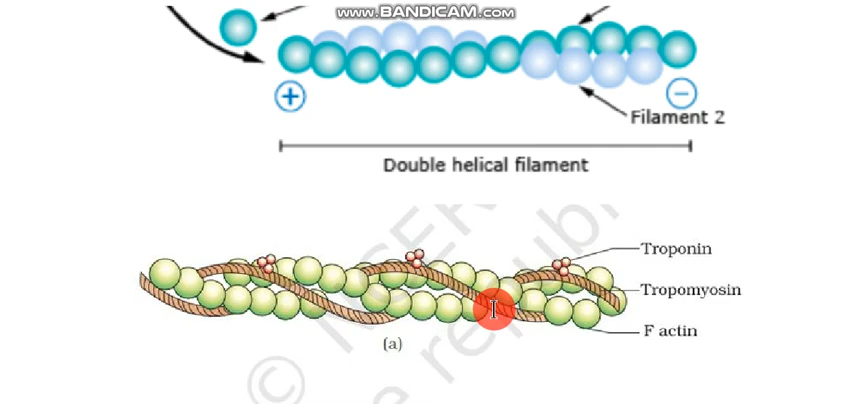 WWW.BANDICAM.COM
+
−
Filament 2
Double helical filament
Troponin
Tropomyosin
F actin
(a)
©